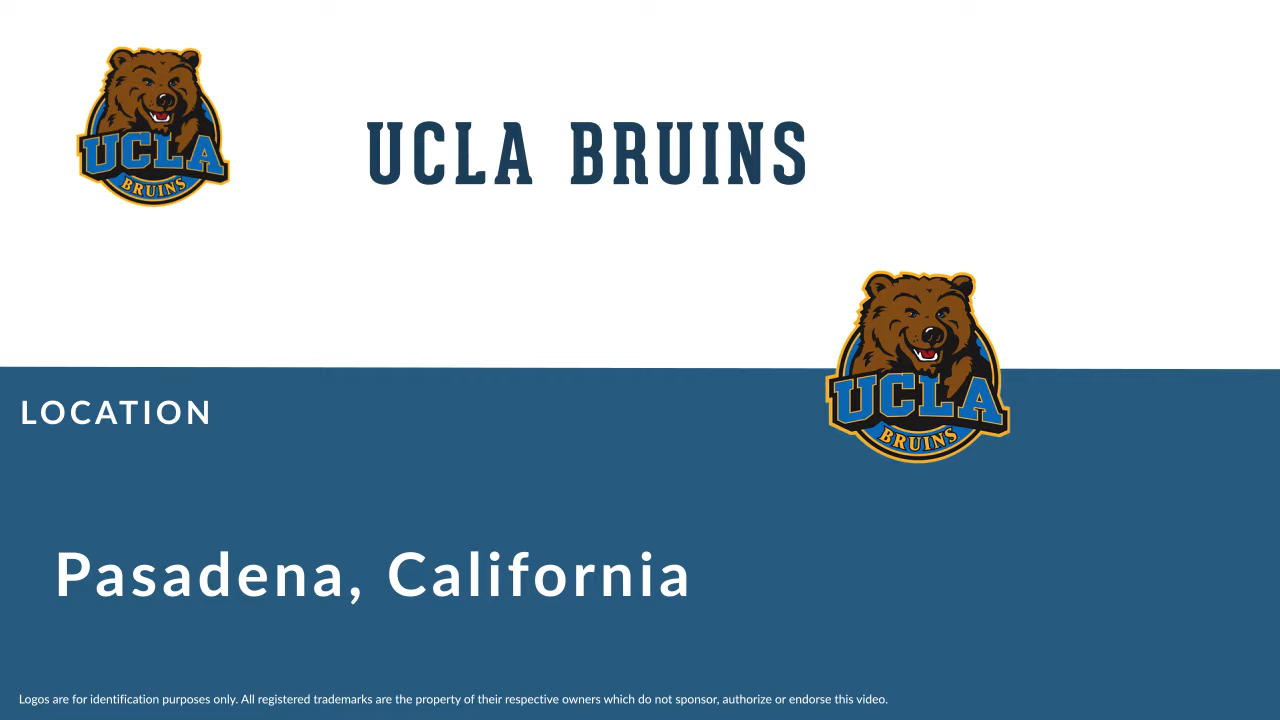 UCLA
BRUINS
UCLA BRUINS
UCLA
BRUINS
LOCATION
Pasadena, California
Logos are for identification purposes only. All registered trademarks are the property of their respective owners which do not sponsor, authorize or endorse this video.